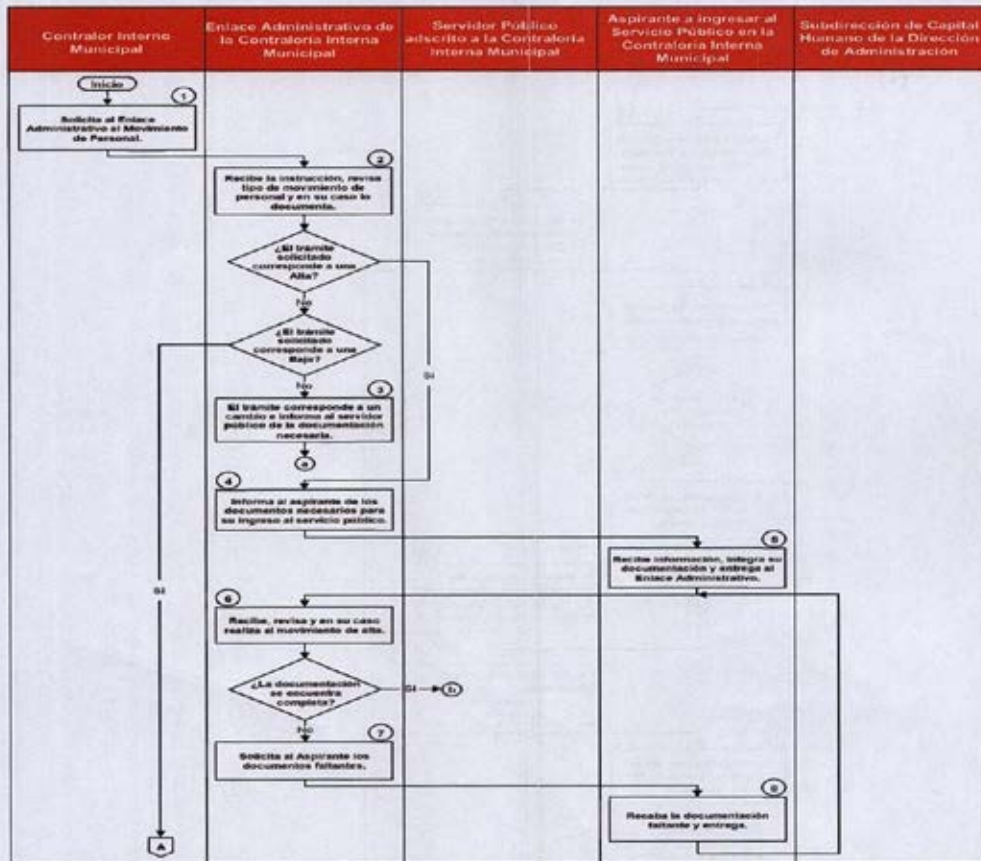 Contralor Interno
Municipal
Enlace Administrativo de
la Contraloría Interna
Municipal
Servidor Público
adscrito a la Contraloría
Interna Municipal
Aspirante a ingresar al
Servicio Público en la
Contraloría Interna
Municipal
Subdirección de Capital
Humano de la Dirección
de Administración
Inicio
1
Solicita al Enlace
Administrativo el Movimiento
de Personal.
2
Recibe la instrucción, revisa
tipo de movimiento de
personal y en su caso lo
documenta.
¿El trámite
solicitado
corresponde a una
Alta?
No
Si
¿El trámite
solicitado
corresponde a una
Baja?
No
Si
3
El trámite corresponde a un
cambio e informa al servidor
público de la documentación
necesaria.
a
4
Informa al aspirante de los
documentos necesarios para
su ingreso al servicio público.
5
Recibe información, integra su
documentación y entrega al
Enlace Administrativo.
6
Recibe, revisa y en su caso
realiza el movimiento de alta.
¿La documentación
se encuentra
completa?
Si
No
7
Solicita al Aspirante los
documentos faltantes.
Recaba la documentación
faltante y entrega.
A